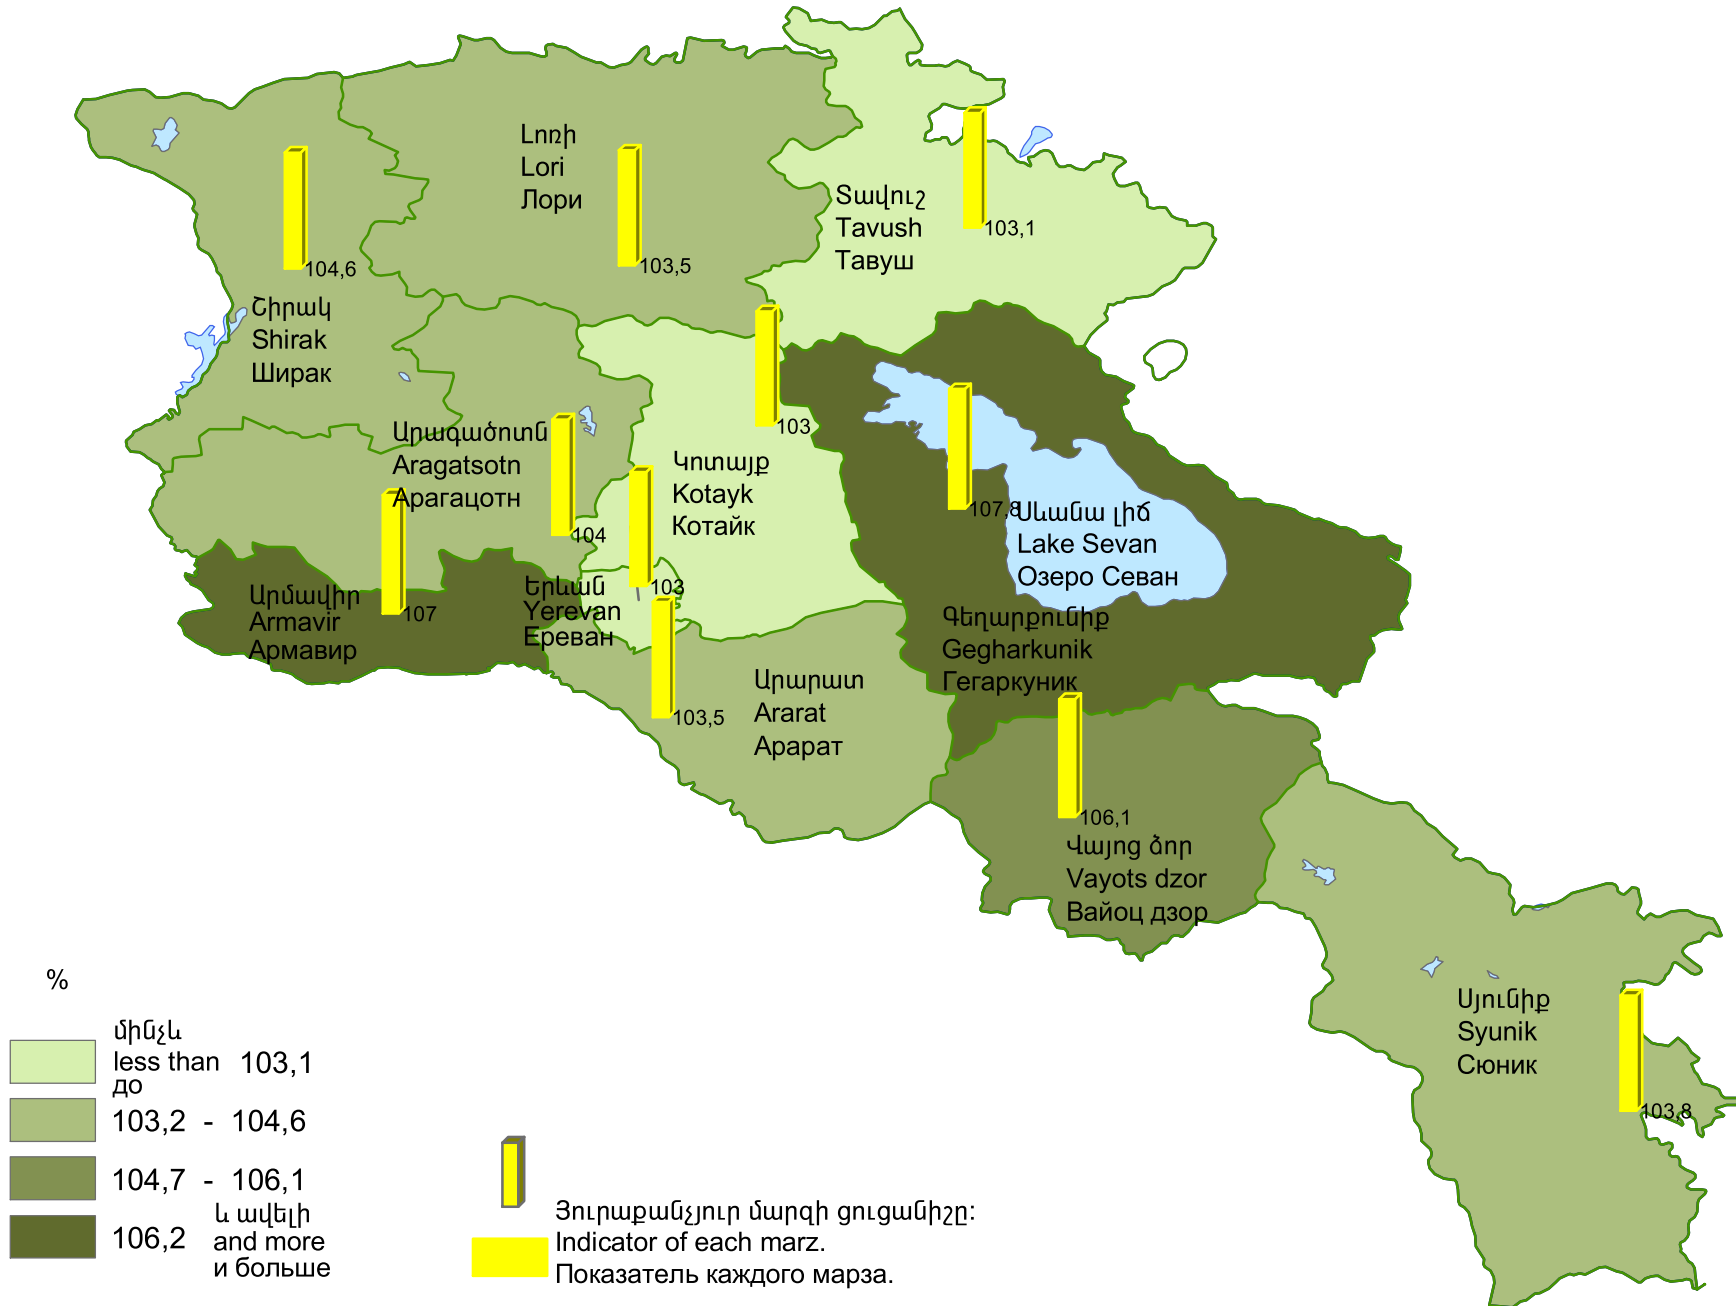 Լոռի
Lori
Лори
103,5
Տավուշ
Tavush
Тавуш
103,1
104,6
Շիրակ
Shirak
Ширак
103
Արագածոտն
Aragatsotn
Арагацотн
104
Կոտայք
Kotayk
Котайк
107,8
Սևանա լիճ
Lake Sevan
Озеро Севан
Արմավիր
Armavir
Армавир
107
Երևան
Yerevan
Ереван
103
Գեղարքունիք
Gegharkunik
Гегаркуник
Արարատ
Ararat
Арарат
103,5
106,1
Վայոց ձոր
Vayots dzor
Вайоц дзор
Սյունիք
Syunik
Сюник
103,8
%
մինչև
less than 103,1
до
103,2 - 104,6
104,7 - 106,1
106,2
և ավելի
and more
и больше
Յուրաքանչյուր մարզի ցուցանիշը:
Indicator of each marz.
Показатель каждого марза.